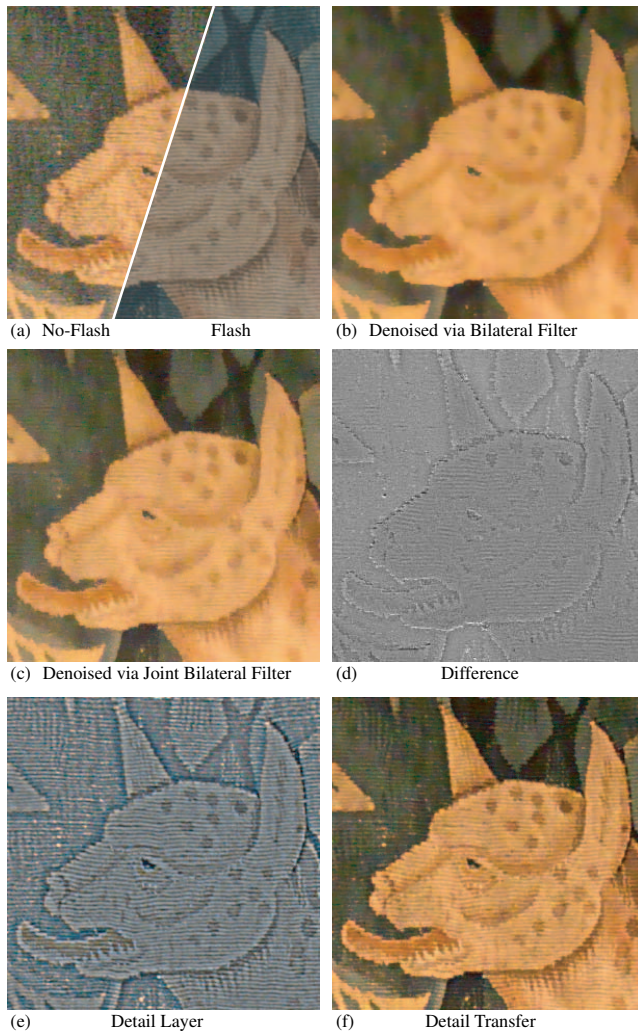 (a) No-Flash Flash
(b) Denoised via Bilateral Filter
(c) Denoised via Joint Bilateral Filter
(d) Difference
(e) Detail Layer
(f) Detail Transfer